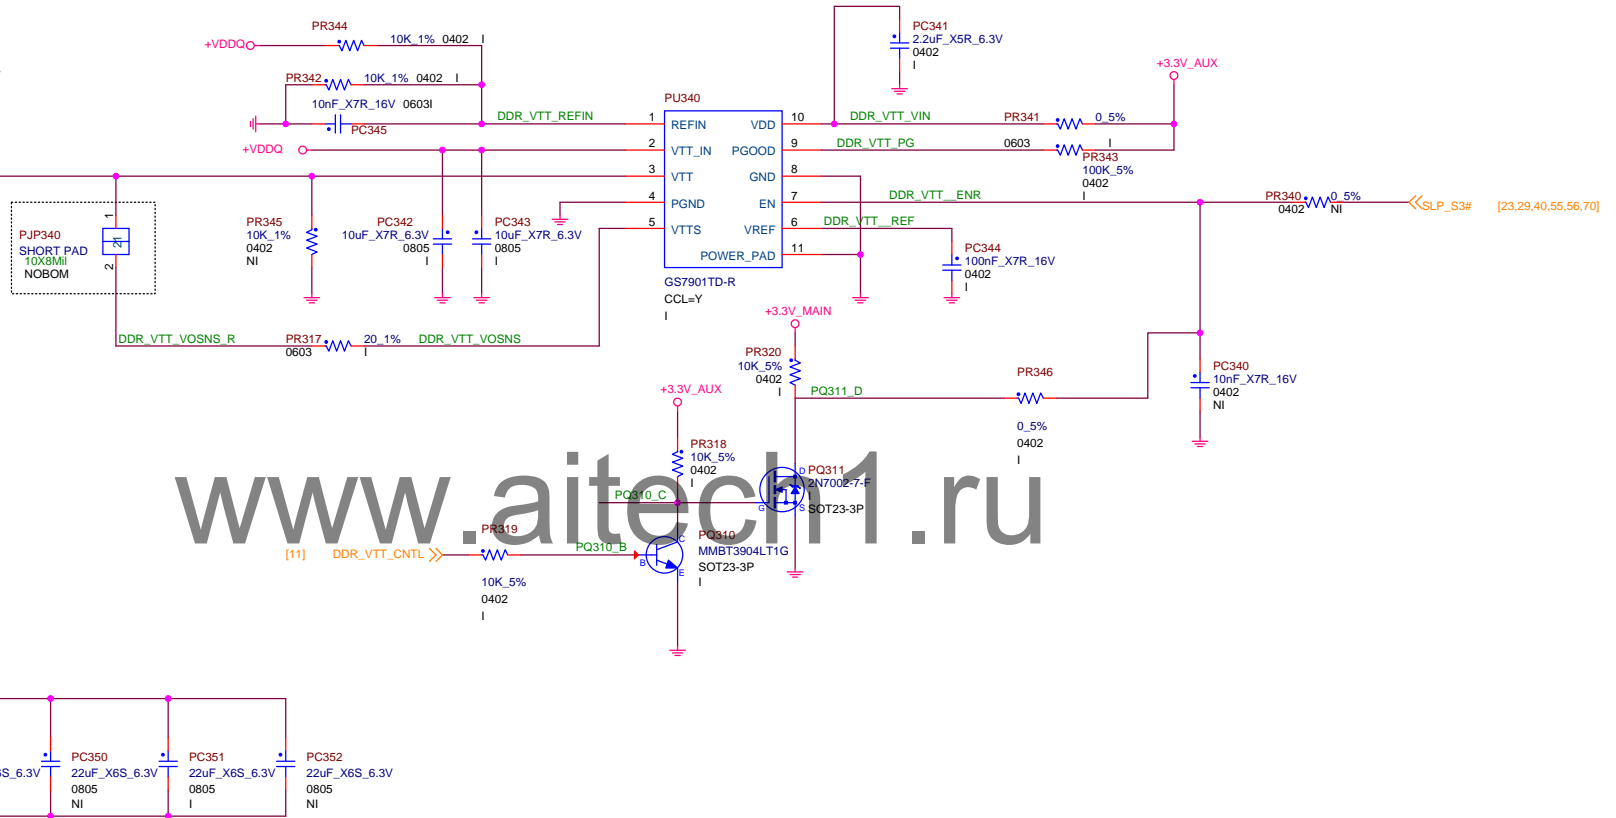 PR344
+VDDQ
10K_1% 0402 I
PR342
10K_1% 0402 I
10nF_X7R_16V 0603I
PC345
DDR_VTT_REFIN
+VDDQ
PU340
1 REFIN
2 VTT_IN
3 VTT
4 PGND
5 VTTS
VDD 10
PGOOD 9
GND 8
EN 7
VREF 6
POWER_PAD 11
GS7901TD-R
CCL=Y
I
PC341
2.2uF_X5R_6.3V
0402
I
+3.3V_AUX
DDR_VTT_VIN
PR341
0_5%
DDR_VTT_PG
0603
I
PR343
100K_5%
0402
I
DDR_VTT__ENR
PR340
0_5%
0402
NI
SLP_S3#
[23,29,40,55,56,70]
DDR_VTT__REF
PC344
100nF_X7R_16V
0402
I
1
PJP340
SHORT PAD
10X8Mil
NOBOM
21
2
PR345
10K_1%
0402
NI
PC342
10uF_X7R_6.3V
0805
I
PC343
10uF_X7R_6.3V
0805
I
DDR_VTT_VOSNS_R
PR317
20_1%
0603
I
DDR_VTT_VOSNS
+3.3V_MAIN
PR320
10K_5%
0402
I
PQ311_D
PR346
0_5%
0402
I
PC340
10nF_X7R_16V
0402
NI
+3.3V_AUX
PR318
10K_5%
0402
I
PQ310_C
D
G
S
PQ311
2N7002-7-F
I
SOT23-3P
www.aitech1.ru
[11]
DDR_VTT_CNTL
PR319
10K_5%
0402
I
PQ310_B
B
C
E
PQ310
MMBT3904LT1G
SOT23-3P
I
6S_6.3V
PC350
22uF_X6S_6.3V
0805
NI
PC351
22uF_X6S_6.3V
0805
I
PC352
22uF_X6S_6.3V
0805
NI